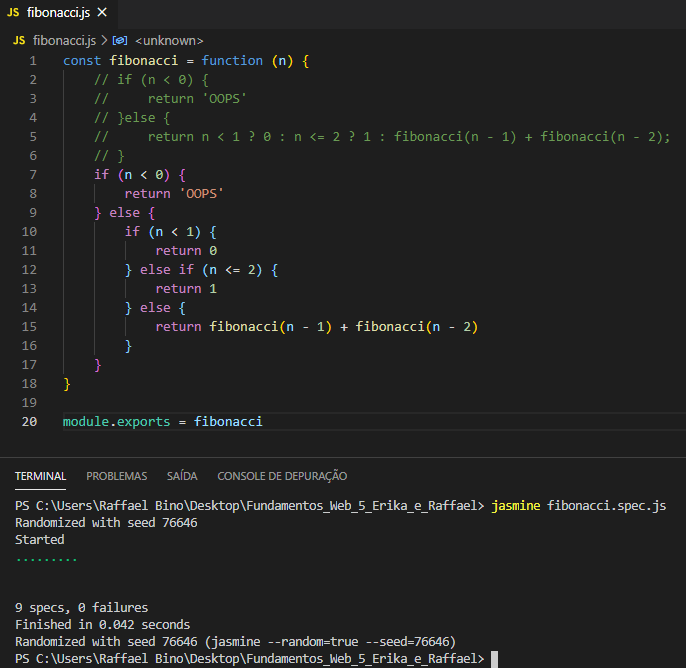 JS fibonacci.js ×
JS fibonacci.js > <unknown>
1 const fibonacci = function (n) {
2 // if (n < 0) {
3 //     return 'OOPS'
4 // }else {
5 //     return n < 1 ? 0 : n <= 2 ? 1 : fibonacci(n - 1) + fibonacci(n - 2);
6 // }
7 if (n < 0) {
8 return 'OOPS'
9 } else {
10 if (n < 1) {
11 return 0
12 } else if (n <= 2) {
13 return 1
14 } else {
15 return fibonacci(n - 1) + fibonacci(n - 2)
16 }
17 }
18 }
19
20 module.exports = fibonacci
TERMINAL PROBLEMAS SAÍDA CONSOLE DE DEPURAÇÃO
PS C:\Users\Raffael Bino\Desktop\Fundamentos_Web_5_Erika_e_Raffael> jasmine fibonacci.spec.js
Randomized with seed 76646
Started
.........
9 specs, 0 failures
Finished in 0.042 seconds
Randomized with seed 76646 (jasmine --random=true --seed=76646)
PS C:\Users\Raffael Bino\Desktop\Fundamentos_Web_5_Erika_e_Raffael>